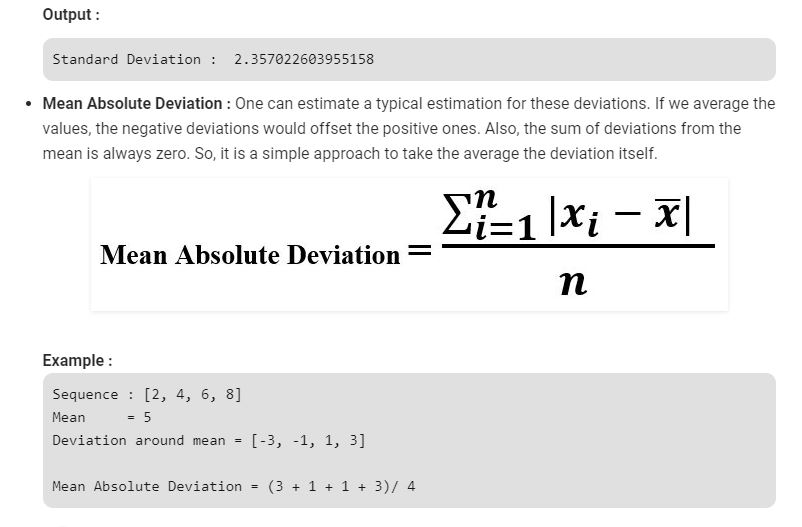 Output :
Standard Deviation :  2.357022603955158
• Mean Absolute Deviation : One can estimate a typical estimation for these deviations. If we average the
values, the negative deviations would offset the positive ones. Also, the sum of deviations from the
mean is always zero. So, it is a simple approach to take the average the deviation itself.
Mean Absolute Deviation = \frac{\sum_{i=1}^{n} |x_i - \overline{x}|}{n}
Example :
Sequence : [2, 4, 6, 8]
Mean     = 5
Deviation around mean = [-3, -1, 1, 3]
Mean Absolute Deviation = (3 + 1 + 1 + 3)/ 4